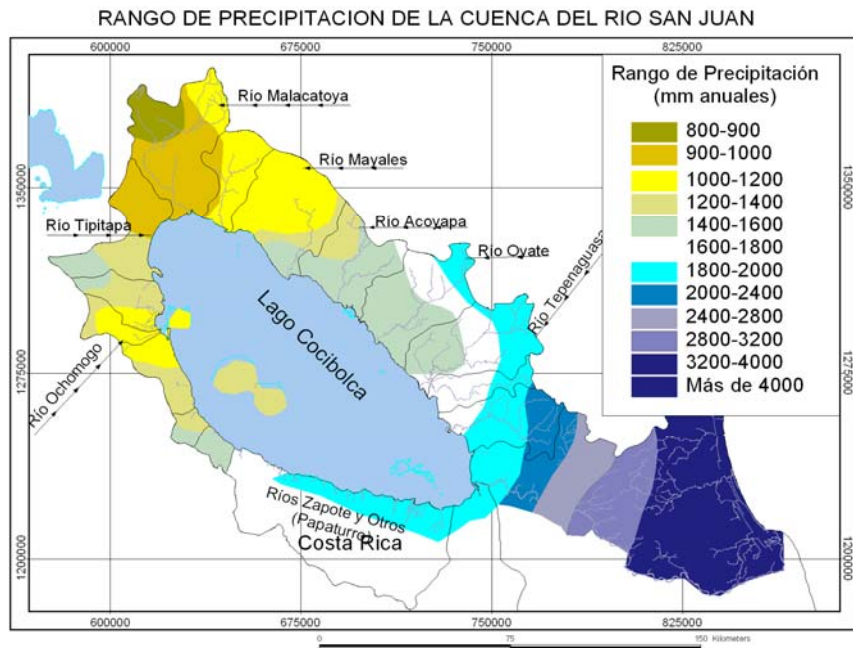 RANGO DE PRECIPITACION DE LA CUENCA DEL RIO SAN JUAN
600000 675000 750000 825000
Rango de Precipitación
(mm anuales)
800-900
900-1000
1000-1200
1200-1400
1400-1600
1600-1800
1800-2000
2000-2400
2400-2800
2800-3200
3200-4000
Más de 4000
Río Malacatoya
Río Mayales
1350000 1350000
Río Tipitapa
Río Acoyapa
Río Oyate
Río Tepenaguasa
Lago Cocibolca
1275000 1275000
Río Ochomogo
Ríos Zapote y Otros
(Papaturro)
Costa Rica
1200000 1200000
600000 675000 750000 825000
0 75 150 Kilometers